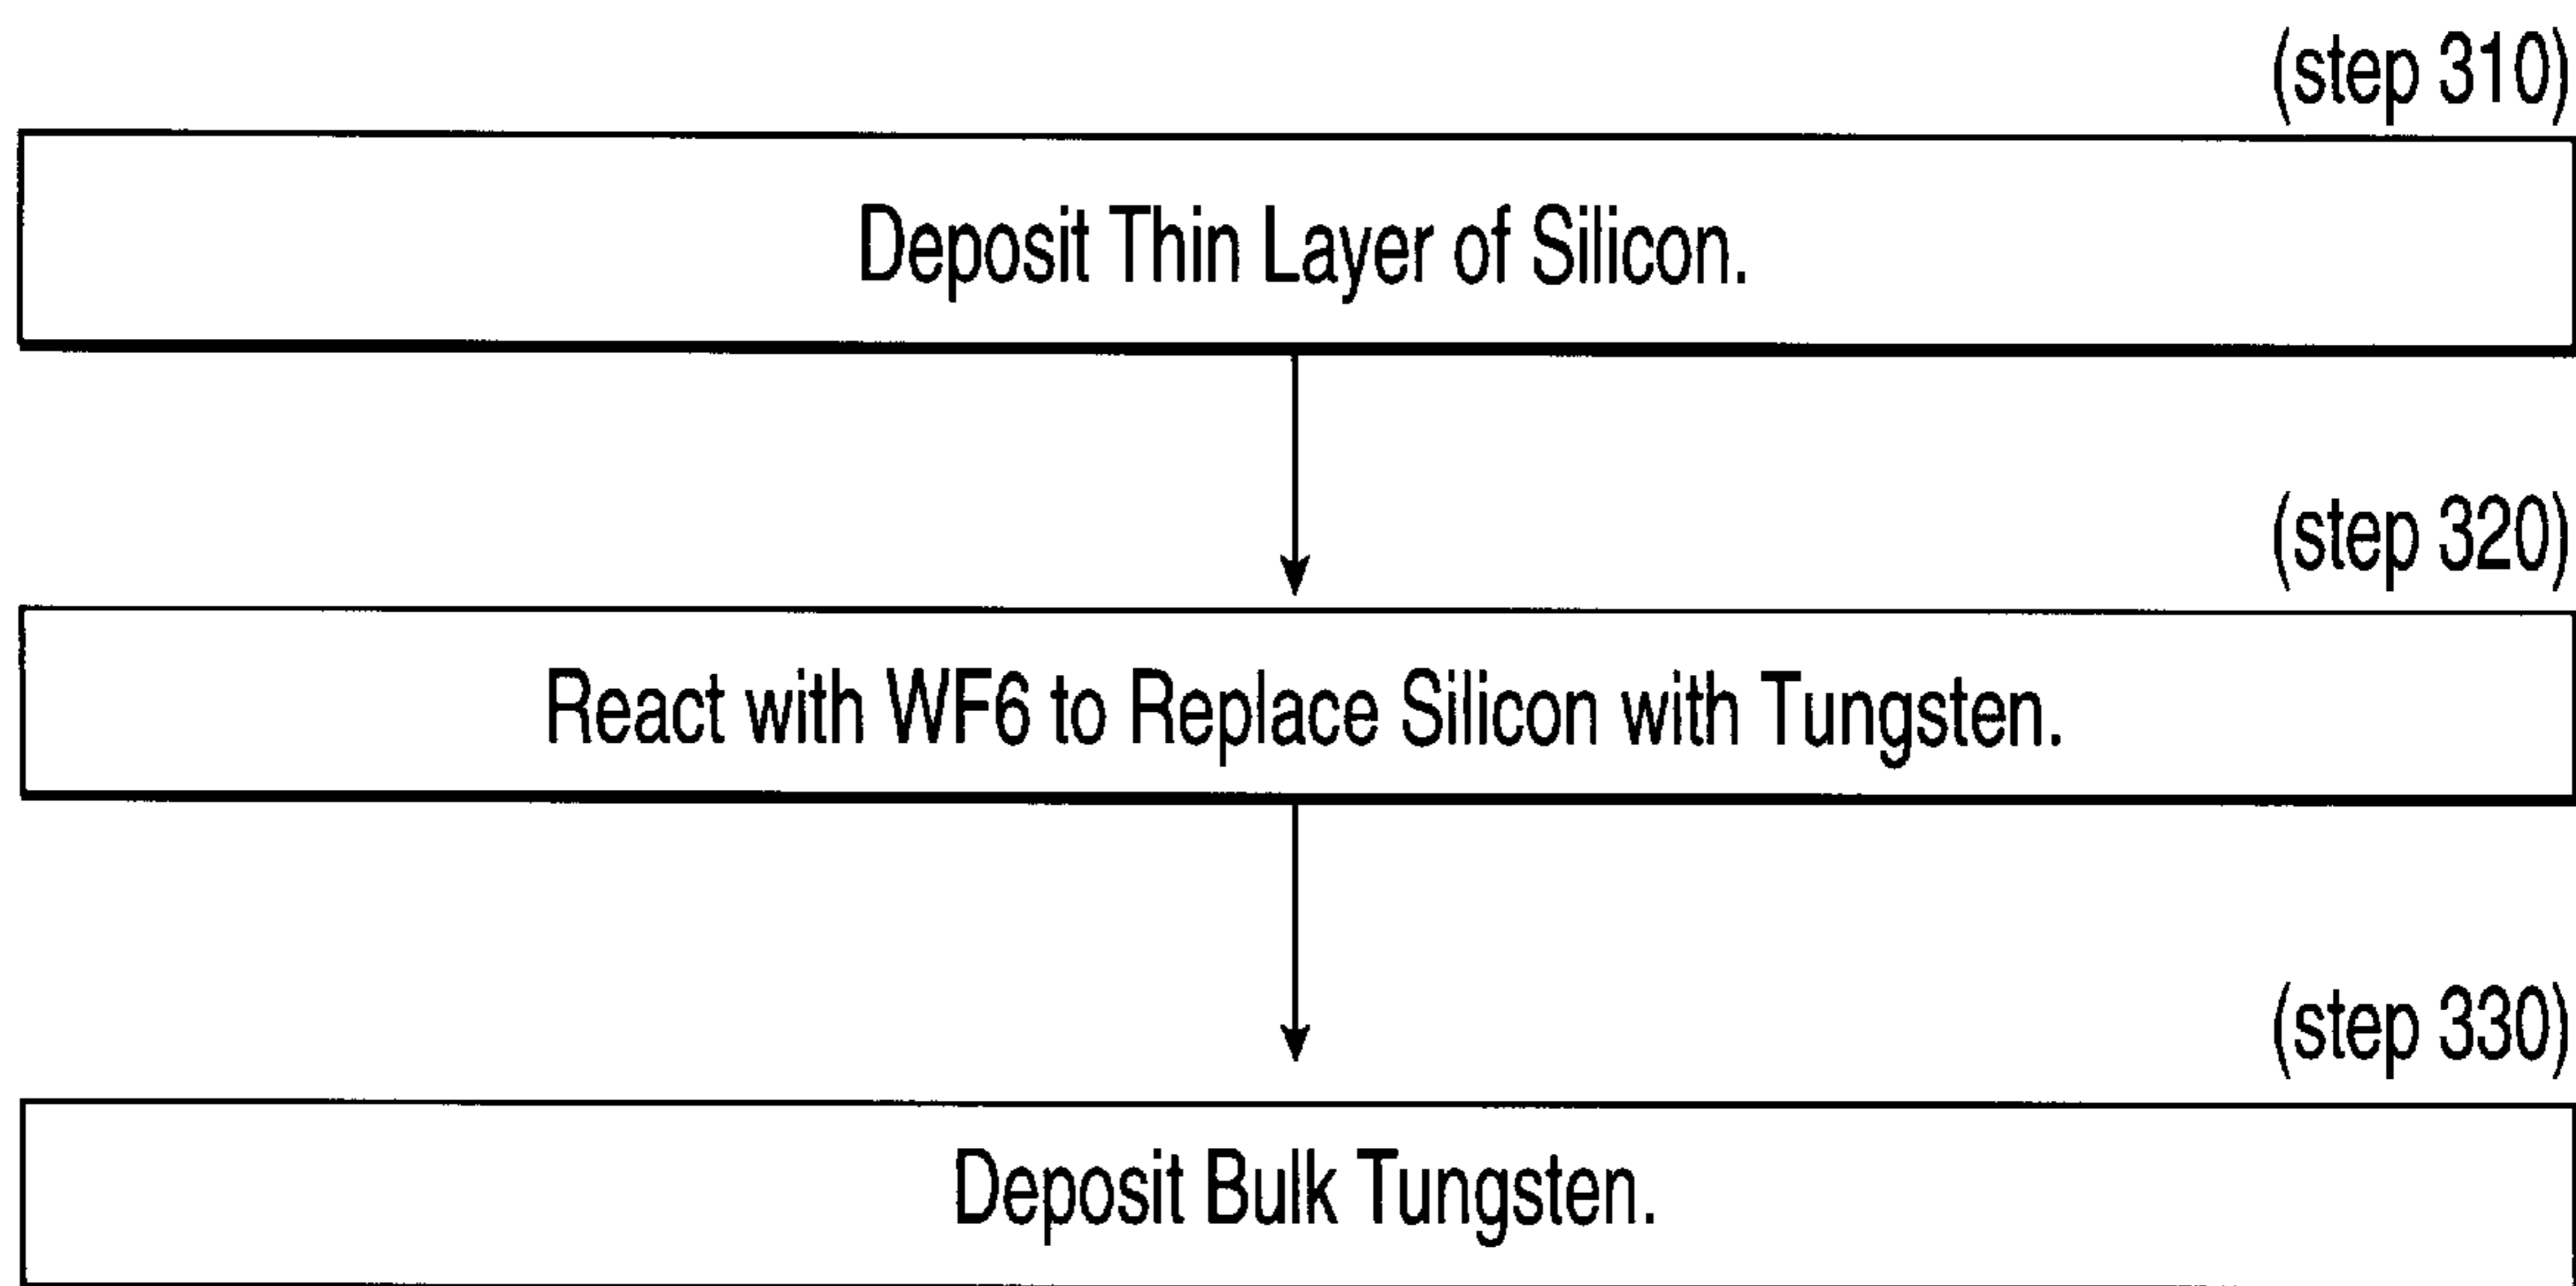 (step 310)
Deposit Thin Layer of Silicon.
(step 320)
React with WF6 to Replace Silicon with Tungsten.
(step 330)
Deposit Bulk Tungsten.